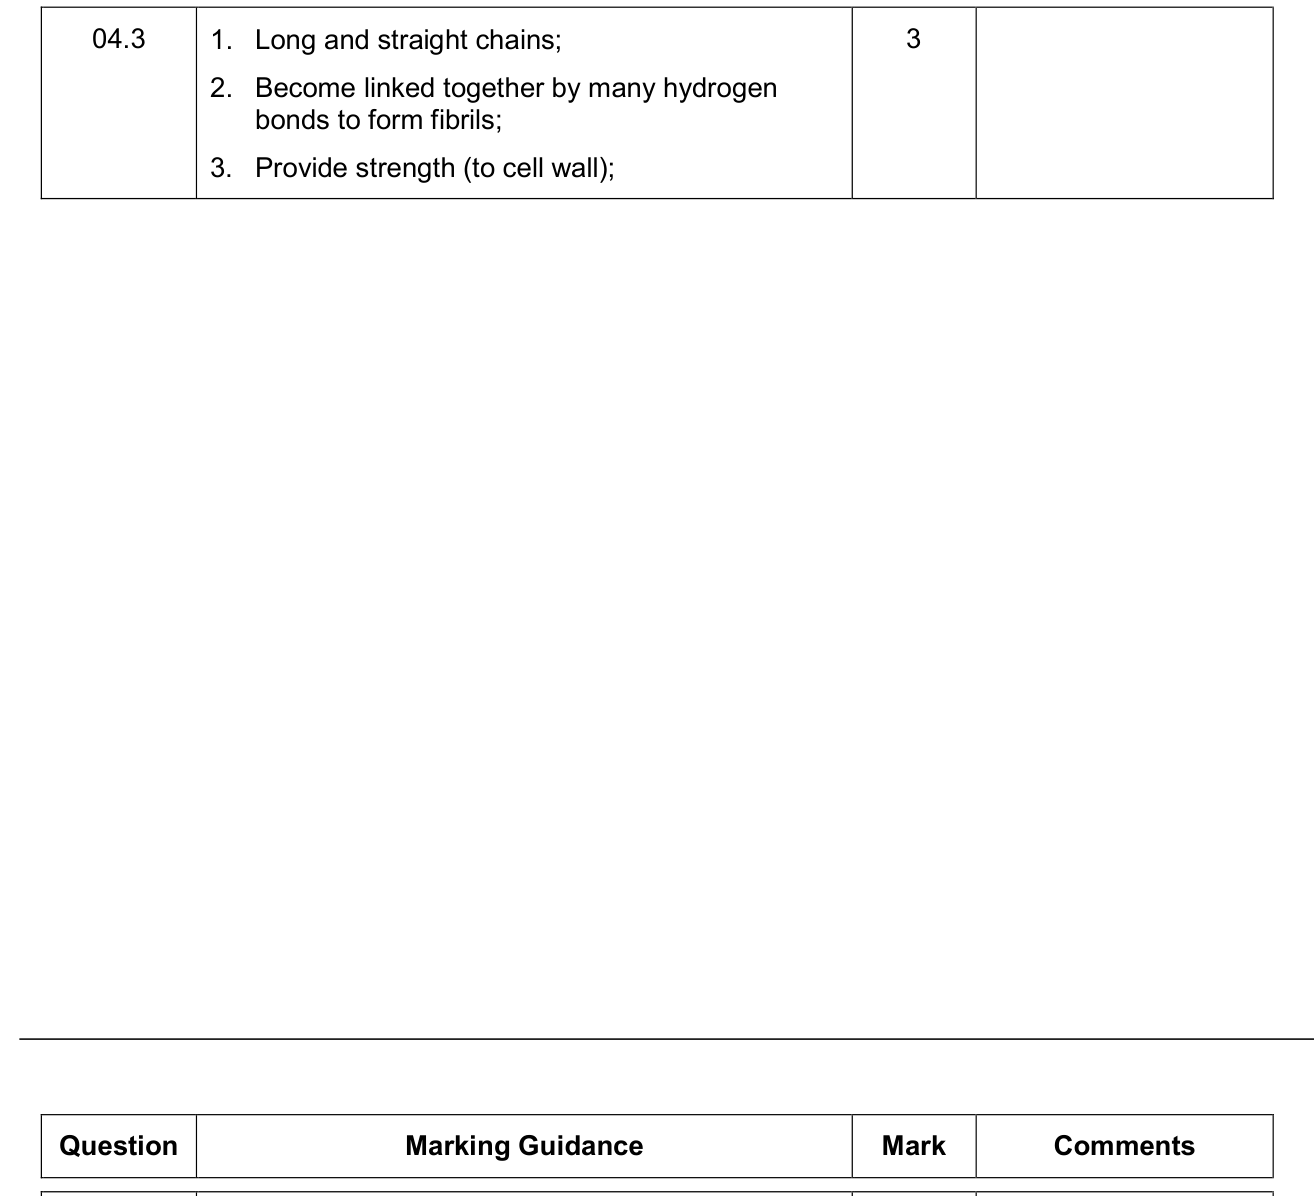 04.3
1. Long and straight chains;
3
2. Become linked together by many hydrogen
bonds to form fibrils;
3. Provide strength (to cell wall);
Question Marking Guidance Mark Comments